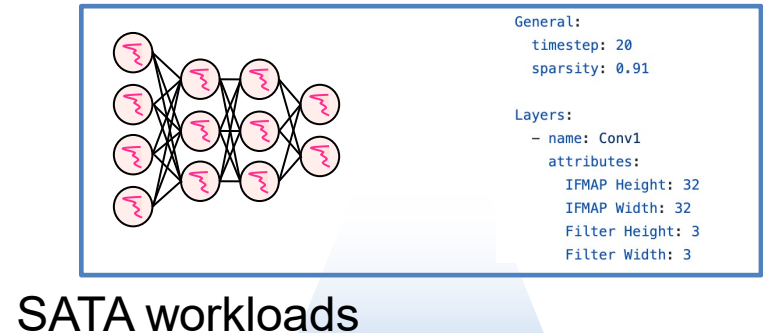 General:
timestep: 20
sparsity: 0.91
Layers:
- name: Conv1
attributes:
IFMAP Height: 32
IFMAP Width: 32
Filter Height: 3
Filter Width: 3
SATA workloads